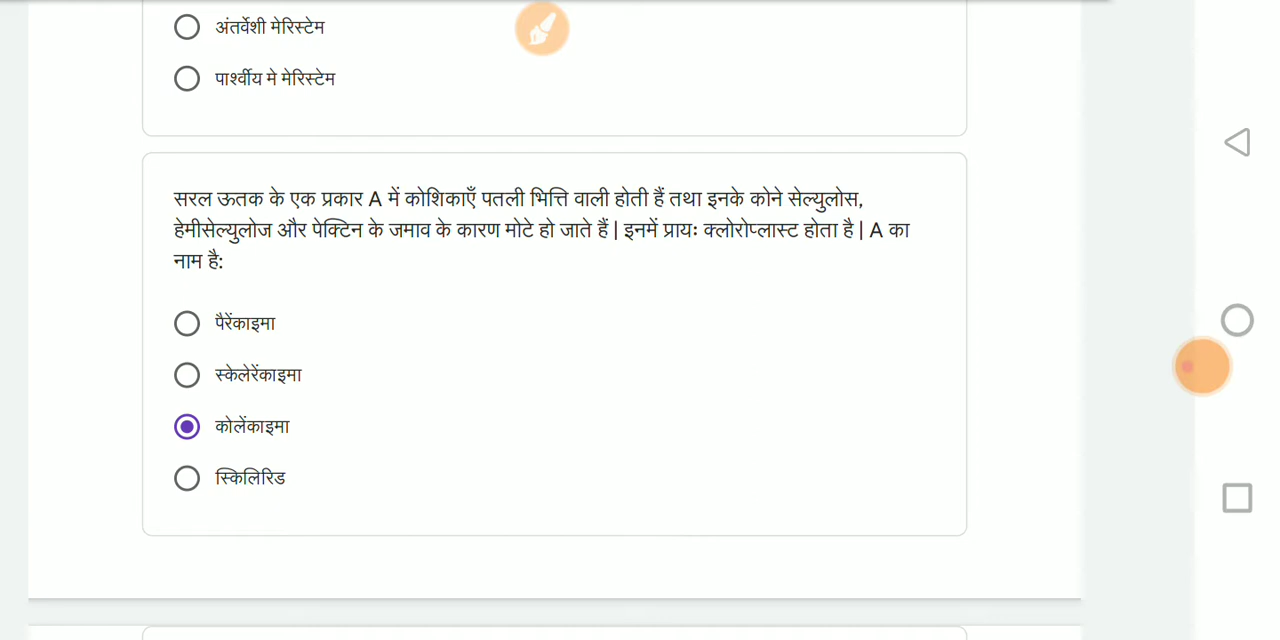 अंतर्वेशी मेरिस्टेम
पार्श्वीय मे मेरिस्टेम
सरल ऊतक के एक प्रकार A में कोशिकाएँ पतली भित्ति वाली होती हैं तथा इनके कोने सेल्युलोस,
हेमीसेल्युलोज और पेक्टिन के जमाव के कारण मोटे हो जाते हैं | इनमें प्रायः क्लोरोप्लास्ट होता है | A का
नाम है:
पैरेंकाइमा
स्केलेरेंकाइमा
कोलेंकाइमा
स्किलिरिड